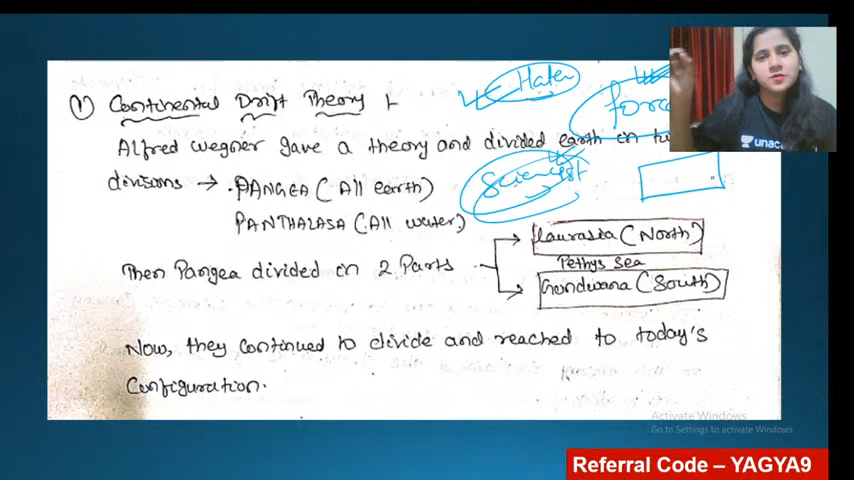 ① Continental Drift Theory :-
Hater
Force
Alfred wegner gave a theory and divided earth in
divisions → PANGEA (All earth)
Scientist
PANTHALASA (All water)
Laurasia (North)
Then Pangea divided in 2 Parts
Pethys Sea
Gondwana (South)
Now, they continued to divide and reached to today's
Configuration.
unac
Activate Windows
Go to Settings to activate Windows.
Referral Code – YAGYA9